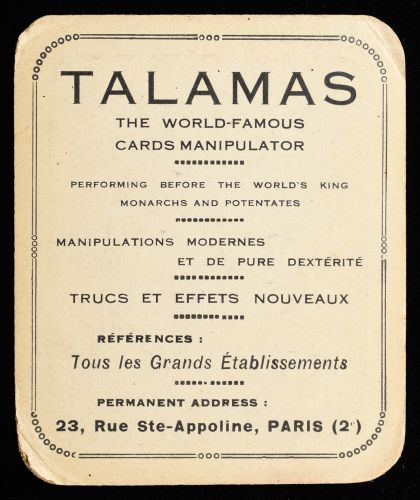 TALAMAS
THE WORLD-FAMOUS
CARDS MANIPULATOR
PERFORMING BEFORE THE WORLD'S KING
MONARCHS AND POTENTATES
MANIPULATIONS MODERNES
ET DE PURE DEXTÉRITÉ
TRUCS ET EFFETS NOUVEAUX
RÉFÉRENCES :
Tous les Grands Établissements
PERMANENT ADDRESS :
23, Rue Ste-Appoline, PARIS (2e)